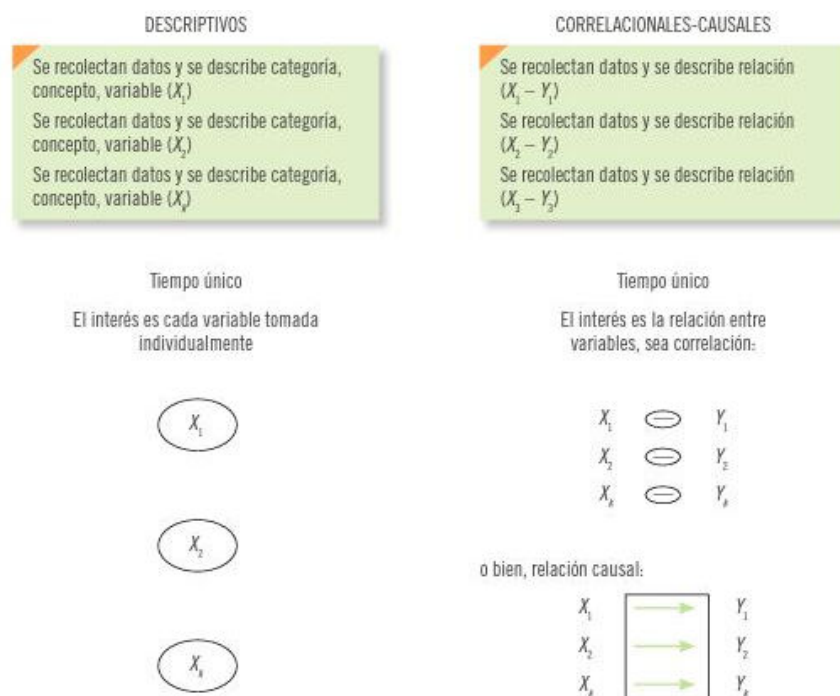 DESCRIPTIVOS
Se recolectan datos y se describe categoría,
concepto, variable (X₁)
Se recolectan datos y se describe categoría,
concepto, variable (X₂)
Se recolectan datos y se describe categoría,
concepto, variable (Xₖ)
Tiempo único
El interés es cada variable tomada
individualmente
X₁
X₂
Xₖ
CORRELACIONALES-CAUSALES
Se recolectan datos y se describe relación
(X₁ – Y₁)
Se recolectan datos y se describe relación
(X₂ – Y₂)
Se recolectan datos y se describe relación
(X₃ – Y₃)
Tiempo único
El interés es la relación entre
variables, sea correlación:
X₁ Y₁
X₂ Y₂
Xₖ Yₖ
o bien, relación causal:
X₁ Y₁
X₂ Y₂
Xₖ Yₖ